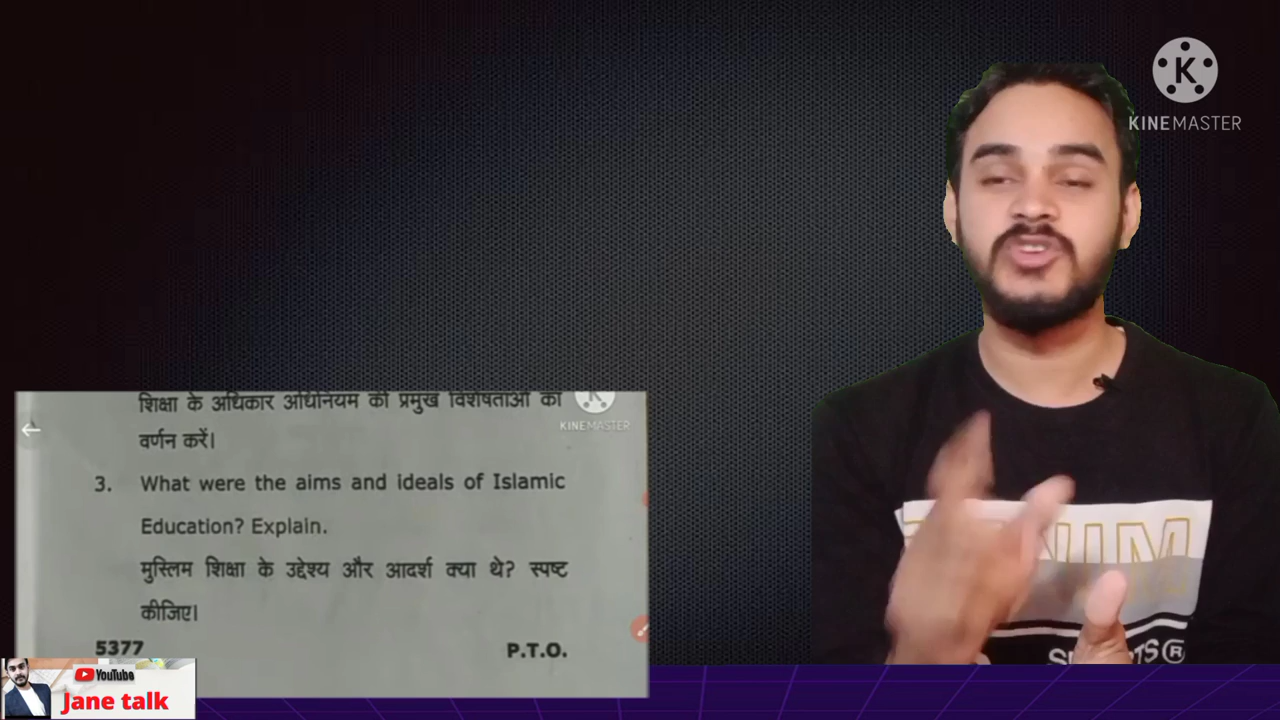 KINEMASTER
शिक्षा के अधिकार अधिनियम की प्रमुख विशेषताओं का
वर्णन करें।
KINEMASTER
3. What were the aims and ideals of Islamic
Education? Explain.
मुस्लिम शिक्षा के उद्देश्य और आदर्श क्या थे? स्पष्ट
कीजिए।
5377 P.T.O.
YouTube
Jane talk